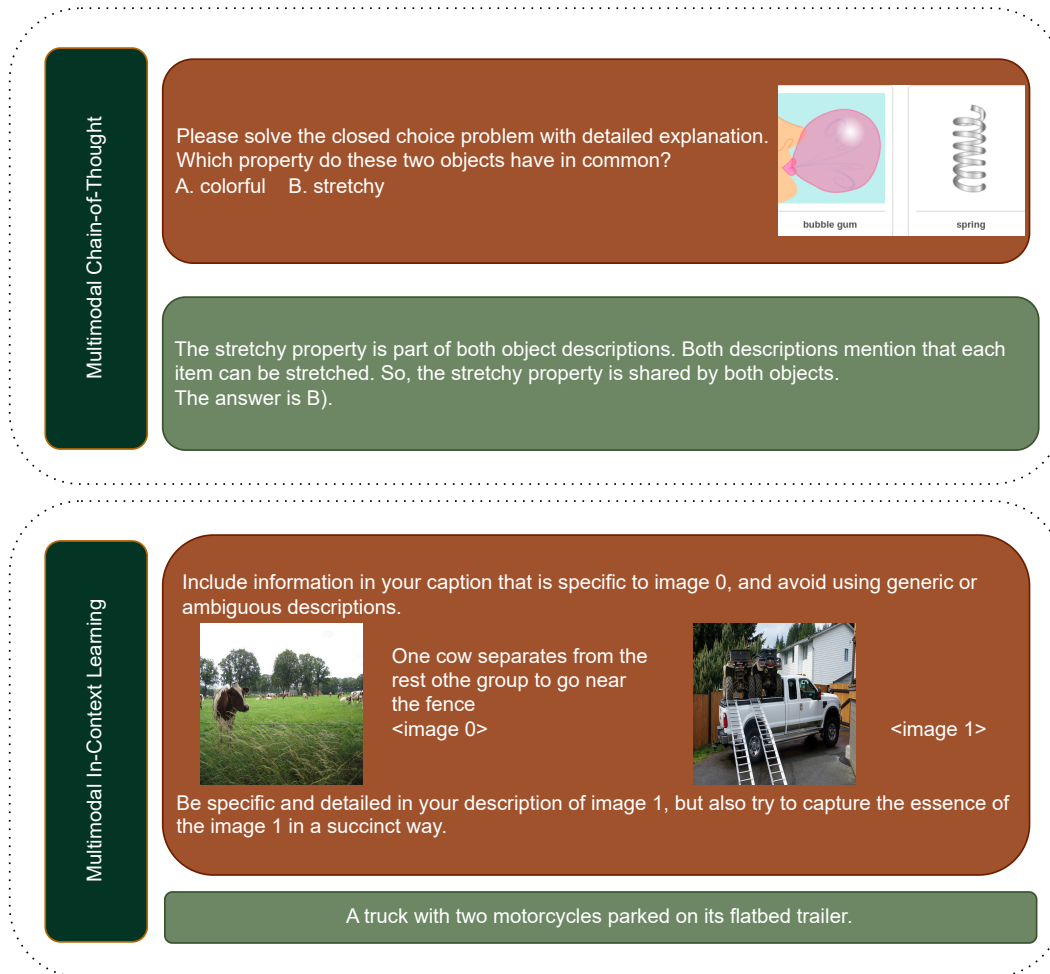 Multimodal Chain-of-Thought
Please solve the closed choice problem with detailed explanation.
Which property do these two objects have in common?
A. colorful    B. stretchy
bubble gum
spring
The stretchy property is part of both object descriptions. Both descriptions mention that each
item can be stretched. So, the stretchy property is shared by both objects.
The answer is B).
Multimodal In-Context Learning
Include information in your caption that is specific to image 0, and avoid using generic or
ambiguous descriptions.
One cow separates from the
rest othe group to go near
the fence
<image 0>
<image 1>
Be specific and detailed in your description of image 1, but also try to capture the essence of
the image 1 in a succinct way.
A truck with two motorcycles parked on its flatbed trailer.